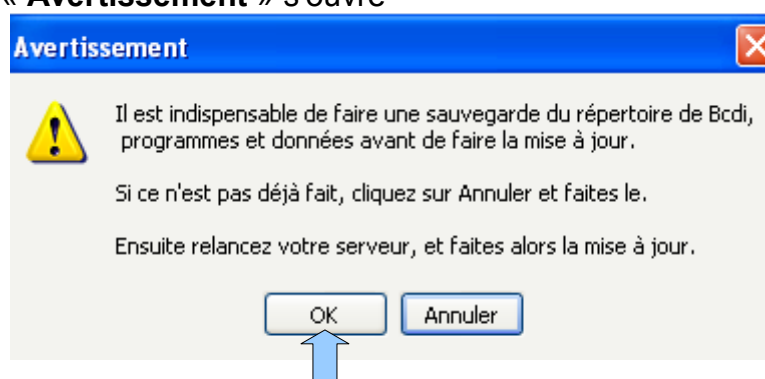 « Avertissement » s'ouvre
Avertissement
Il est indispensable de faire une sauvegarde du répertoire de Bcdi,
programmes et données avant de faire la mise à jour.
Si ce n'est pas déjà fait, cliquez sur Annuler et faites le.
Ensuite relancez votre serveur, et faites alors la mise à jour.
OK Annuler